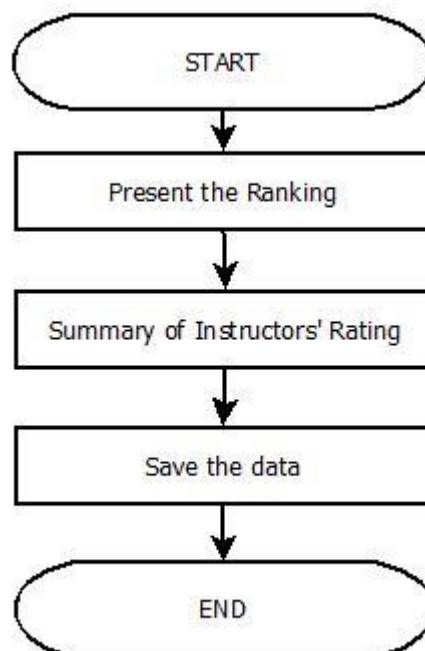 START
Present the Ranking
Summary of Instructors' Rating
Save the data
END